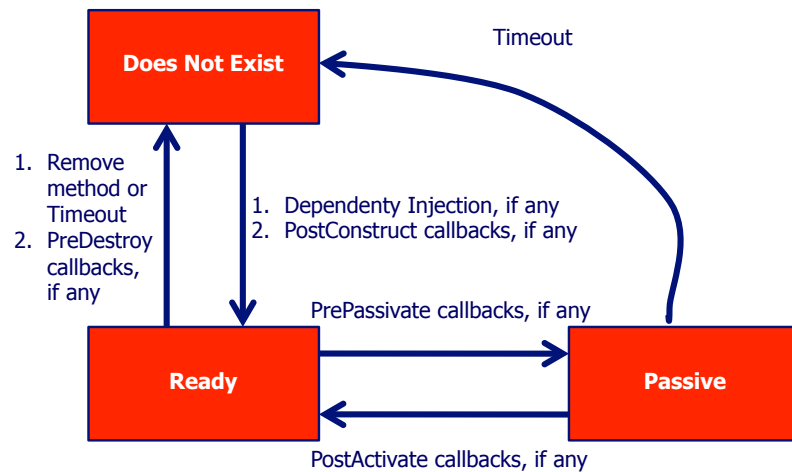 Timeout
Does Not Exist
1. Remove
method or
Timeout
2. PreDestroy
callbacks,
if any
1. Dependenty Injection, if any
2. PostConstruct callbacks, if any
PrePassivate callbacks, if any
Ready
Passive
PostActivate callbacks, if any